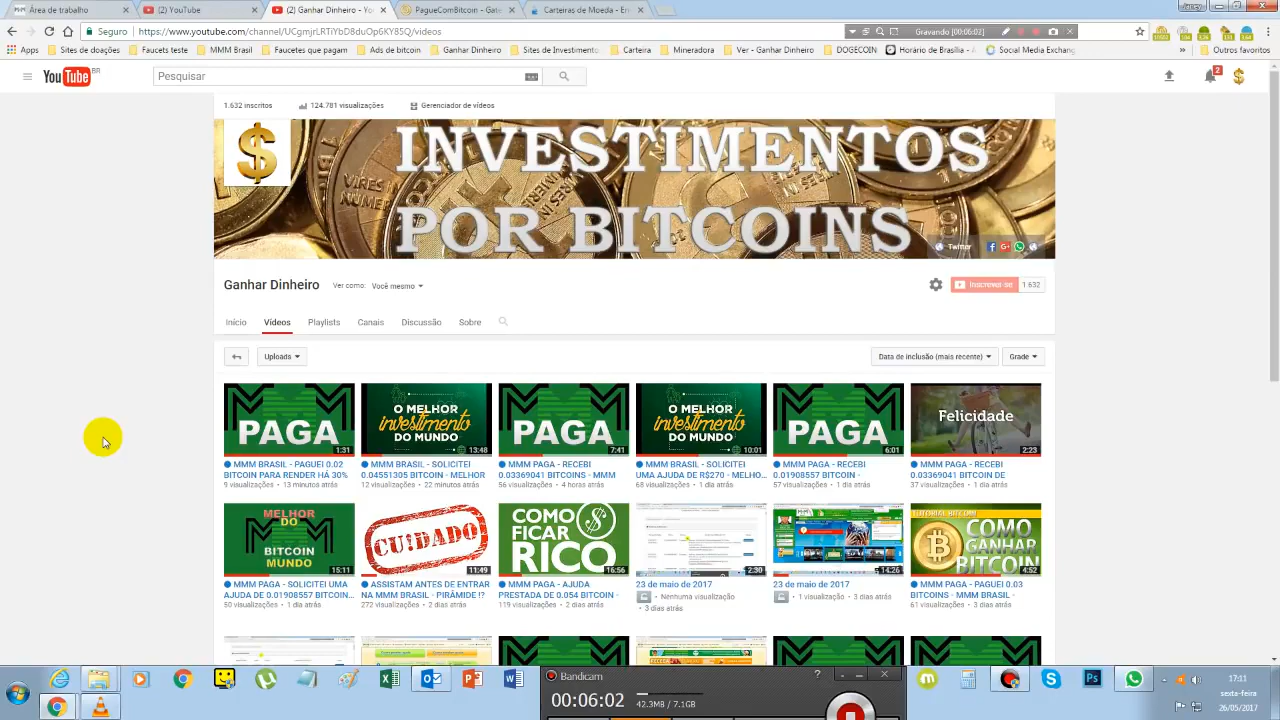 Área de trabalho
(2) YouTube
(2) Ganhar Dinheiro - Yo
PagueComBitcoin - Gate
Carteiras de Moeda - En
Seguro
https://www.youtube.com/channel/UCgmjrLRTiYbD8duOp6KY85Q/videos
Gravando [00:06:02]
Apps
Sites de doações
Faucets testar
MMM Brasil
Faucets que pagam
Ads de bitcoin
Ganhar Dinheiro
Sites de Investimento
Carteira
Mineradora
Ver - Ganhar Dinheiro
DOGECOIN
Horário de Brasília - A
Social Media Exchang
»
Outros favoritos
YouTube BR
Pesquisar
2
1.632 inscritos
124.781 visualizações
Gerenciador de vídeos
INVESTIMENTOS
POR BITCOINS
Twitter
Ganhar Dinheiro
Ver como:
Você mesmo
Inscrever-se
1.632
Início
Vídeos
Playlists
Canais
Discussão
Sobre
Uploads
Data de inclusão (mais recente)
Grade
PAGA
1:31
O MELHOR
investimento
DO MUNDO
13:48
PAGA
7:41
O MELHOR
investimento
DO MUNDO
10:01
PAGA
6:01
Felicidade
2:23
MMM BRASIL - PAGUEI 0.02
BITCOIN PARA RENDER HÁ 30%
13 minutos atrás
MMM BRASIL - SOLICITEI
0.04551305 BITCOIN - MELHOR
12 visualizações • 22 minutos atrás
MMM PAGA - RECEBI
0.03369041 BITCOINS - MMM
56 visualizações • 4 horas atrás
MMM BRASIL - SOLICITEI
UMA AJUDA DE R$270 - MELHO...
68 visualizações • 1 dia atrás
MMM PAGA - RECEBI
0.01908557 BITCOIN -
57 visualizações • 1 dia atrás
MMM PAGA - RECEBI
0.03369041 BITCOIN DE
37 visualizações • 1 dia atrás
MELHOR
DO
BITCOIN
MUNDO
15:11
11:49
COMO
FICAR
RICO
16:56
2:30
14:26
TUTORIAL BITCOIN
COMO
GANHAR
BITCOI
4:52
MMM PAGA - SOLICITEI UMA
AJUDA DE 0.01908557 BITCOIN...
50 visualizações • 1 dia atrás
ASSISTAM ANTES DE ENTRAR
NA MMM BRASIL - PIRÂMIDE !?
272 visualizações • 2 dias atrás
MMM PAGA - AJUDA
PRESTADA DE 0.054 BITCOIN -
119 visualizações • 2 dias atrás
23 de maio de 2017
Nenhuma visualização
• 3 dias atrás
23 de maio de 2017
1 visualização • 3 dias atrás
MMM PAGA - PAGUEI 0.03
BITCOINS - MMM BRASIL -
61 visualizações • 3 dias atrás
Bandicam
00:06:02
42.3MB / 7.1GB
17:11
sexta-feira
26/05/2017